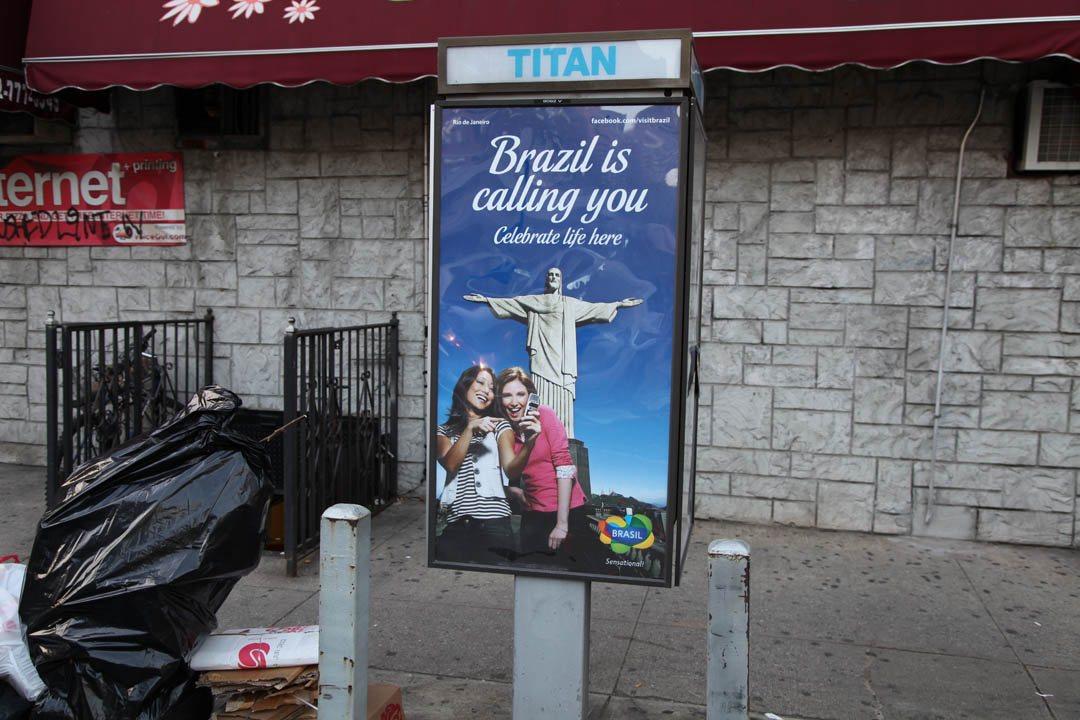 TITAN
Rio de Janeiro
facebook.com/visitbrazil
Brazil is
calling you
Celebrate life here
BRASIL
Sensational!
ternet + printing